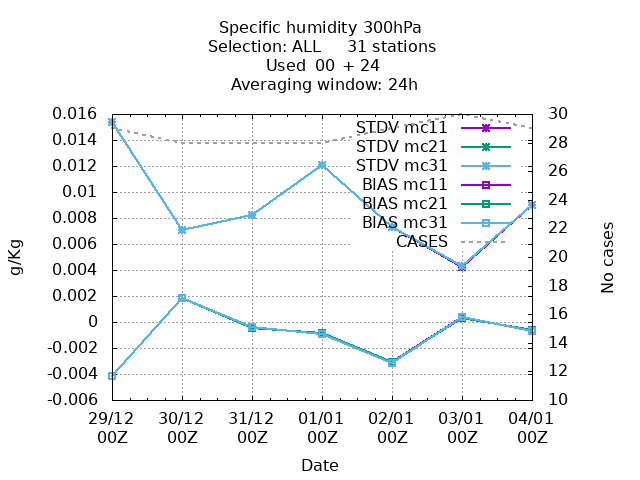 Specific humidity 300hPa
Selection: ALL 31 stations
Used 00 + 24
Averaging window: 24h
0.016
0.014
0.012
0.01
0.008
0.006
0.004
0.002
0
-0.002
-0.004
-0.006
g/Kg
30
28
26
24
22
20
18
16
14
12
10
No cases
STDV mc11
STDV mc21
STDV mc31
BIAS mc11
BIAS mc21
BIAS mc31
CASES
29/12 30/12 31/12 01/01 02/01 03/01 04/01
00Z 00Z 00Z 00Z 00Z 00Z 00Z
Date